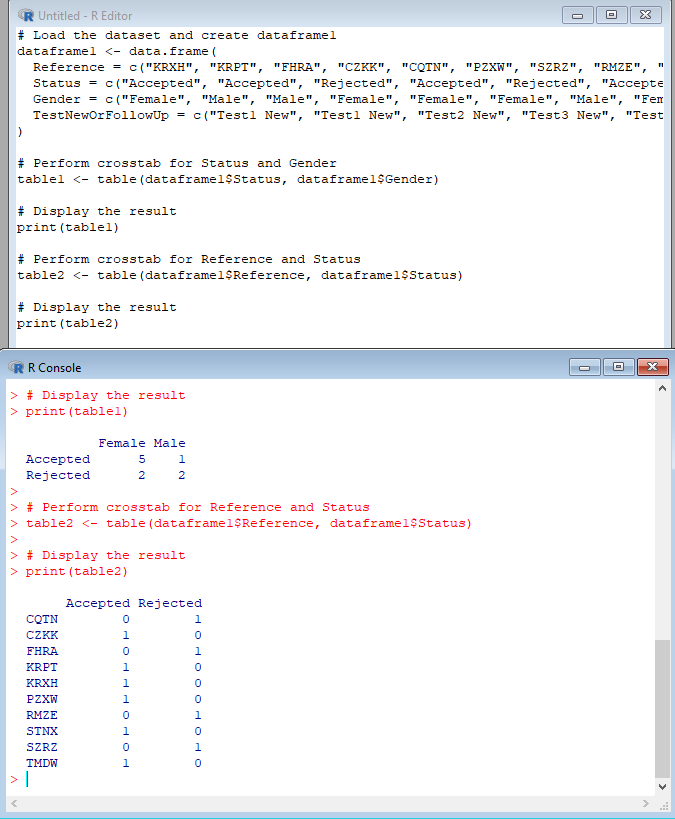 Untitled - R Editor
# Load the dataset and create dataframe1
dataframe1 <- data.frame(
  Reference = c("KRXH", "KRPT", "FHRA", "CZKK", "CQTN", "PZXW", "SZRZ", "RMZE", "
  Status = c("Accepted", "Accepted", "Rejected", "Accepted", "Rejected", "Accepte
  Gender = c("Female", "Male", "Male", "Female", "Female", "Female", "Male", "Fem
  TestNewOrFollowUp = c("Test1 New", "Test1 New", "Test2 New", "Test3 New", "Test
)
# Perform crosstab for Status and Gender
table1 <- table(dataframe1$Status, dataframe1$Gender)
# Display the result
print(table1)
# Perform crosstab for Reference and Status
table2 <- table(dataframe1$Reference, dataframe1$Status)
# Display the result
print(table2)
R Console
> # Display the result
> print(table1)
           Female Male
  Accepted      5    1
  Rejected      2    2
>
> # Perform crosstab for Reference and Status
> table2 <- table(dataframe1$Reference, dataframe1$Status)
>
> # Display the result
> print(table2)
       Accepted Rejected
  CQTN        0        1
  CZKK        1        0
  FHRA        0        1
  KRPT        1        0
  KRXH        1        0
  PZXW        1        0
  RMZE        0        1
  STNX        1        0
  SZRZ        0        1
  TMDW        1        0
>